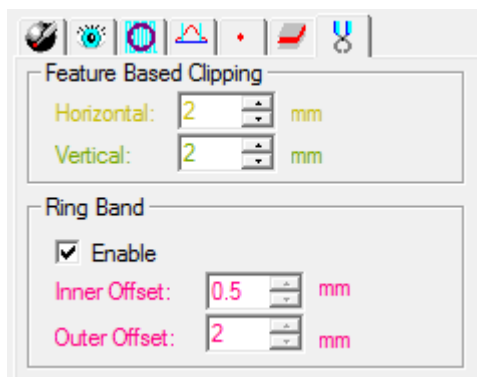 Feature Based Clipping
Horizontal: 2 mm
Vertical: 2 mm
Ring Band
Enable
Inner Offset: 0.5 mm
Outer Offset: 2 mm